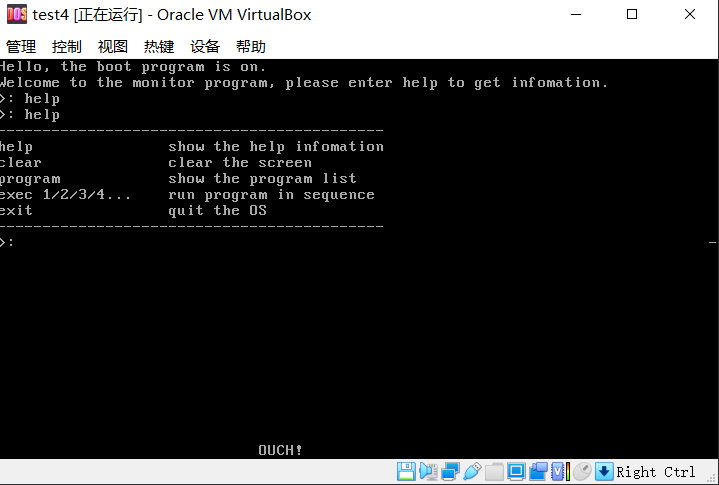 test4 [正在运行] - Oracle VM VirtualBox
管理 控制 视图 热键 设备 帮助
Hello, the boot program is on.
Welcome to the monitor program, please enter help to get infomation.
>: help
>: help
-------------------------------------------
help show the help infomation
clear clear the screen
program show the program list
exec 1/2/3/4... run program in sequence
exit quit the OS
-------------------------------------------
>:
OUCH!
Right Ctrl